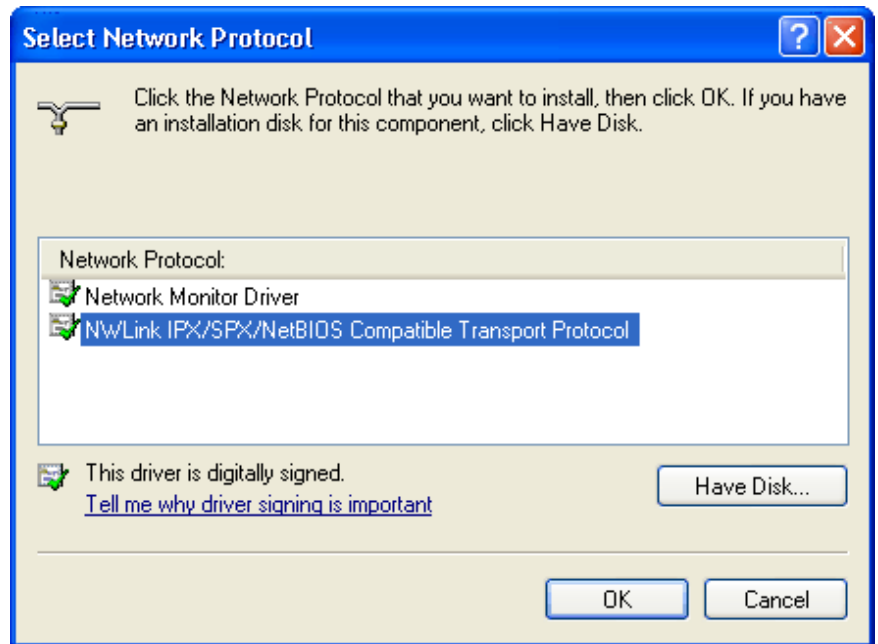 Select Network Protocol
Click the Network Protocol that you want to install, then click OK. If you have
an installation disk for this component, click Have Disk.
Network Protocol:
Network Monitor Driver
NWLink IPX/SPX/NetBIOS Compatible Transport Protocol
This driver is digitally signed.
Tell me why driver signing is important
Have Disk...
OK
Cancel